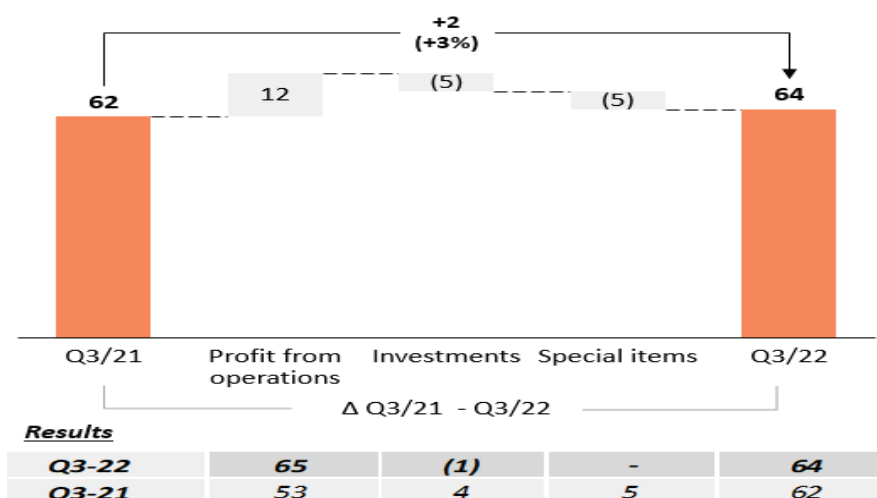 +2
(+3%)
62
12
(5)
(5)
64
Q3/21
Profit from operations
Investments
Special items
Q3/22
Δ Q3/21 - Q3/22
Results
Q3-22 65 (1) - 64
Q3-21 53 4 5 62